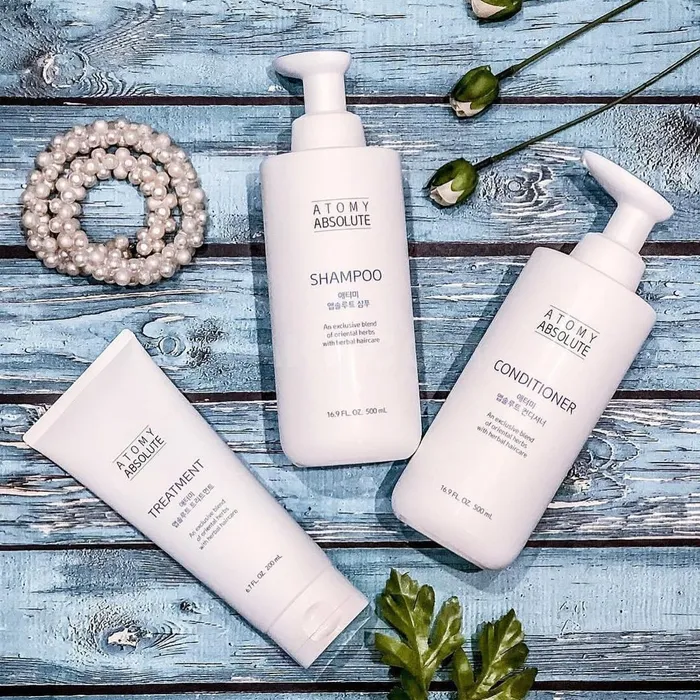 ATOMY
ABSOLUTE
SHAMPOO
애터미
앱솔루트 샴푸
An exclusive blend
of oriental herbs
with herbal haircare
16.9 FL. OZ. 500 mL
ATOMY
ABSOLUTE
CONDITIONER
애터미
앱솔루트 컨디셔너
An exclusive blend
of oriental herbs
with herbal haircare
16.9 FL. OZ. 500 mL
ATOMY
ABSOLUTE
TREATMENT
애터미
앱솔루트 트리트먼트
An exclusive blend
of oriental herbs
with herbal haircare
6.7 FL. OZ. 200 mL